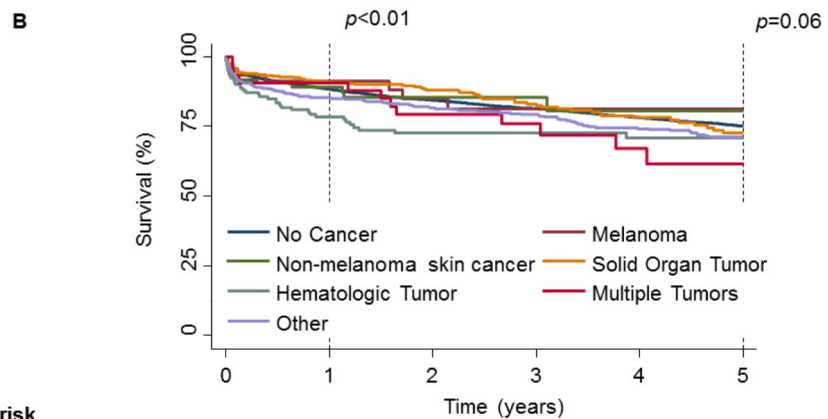 B
p<0.01
p=0.06
100
75
50
25
0
Survival (%)
No Cancer
Melanoma
Non-melanoma skin cancer
Solid Organ Tumor
Hematologic Tumor
Multiple Tumors
Other
0 1 2 3 4 5
Time (years)
risk